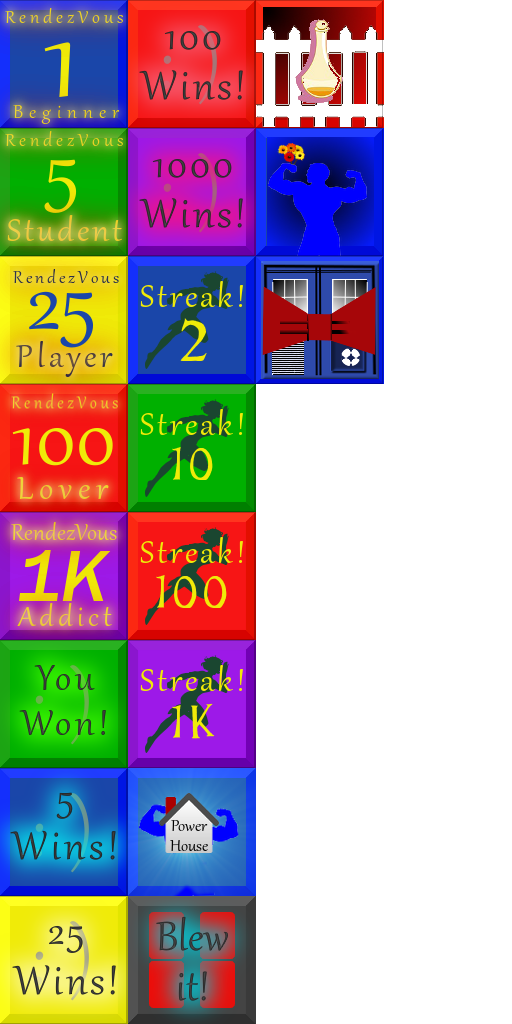 RendezVous
1
Beginner
100
Wins!
RendezVous
5
Student
1000
Wins!
RendezVous
25
Player
Streak!
2
RendezVous
100
Lover
Streak!
10
RendezVous
1K
Addict
Streak!
100
You
Won!
Streak!
1K
5
Wins!
Power
House
25
Wins!
Blew
it!